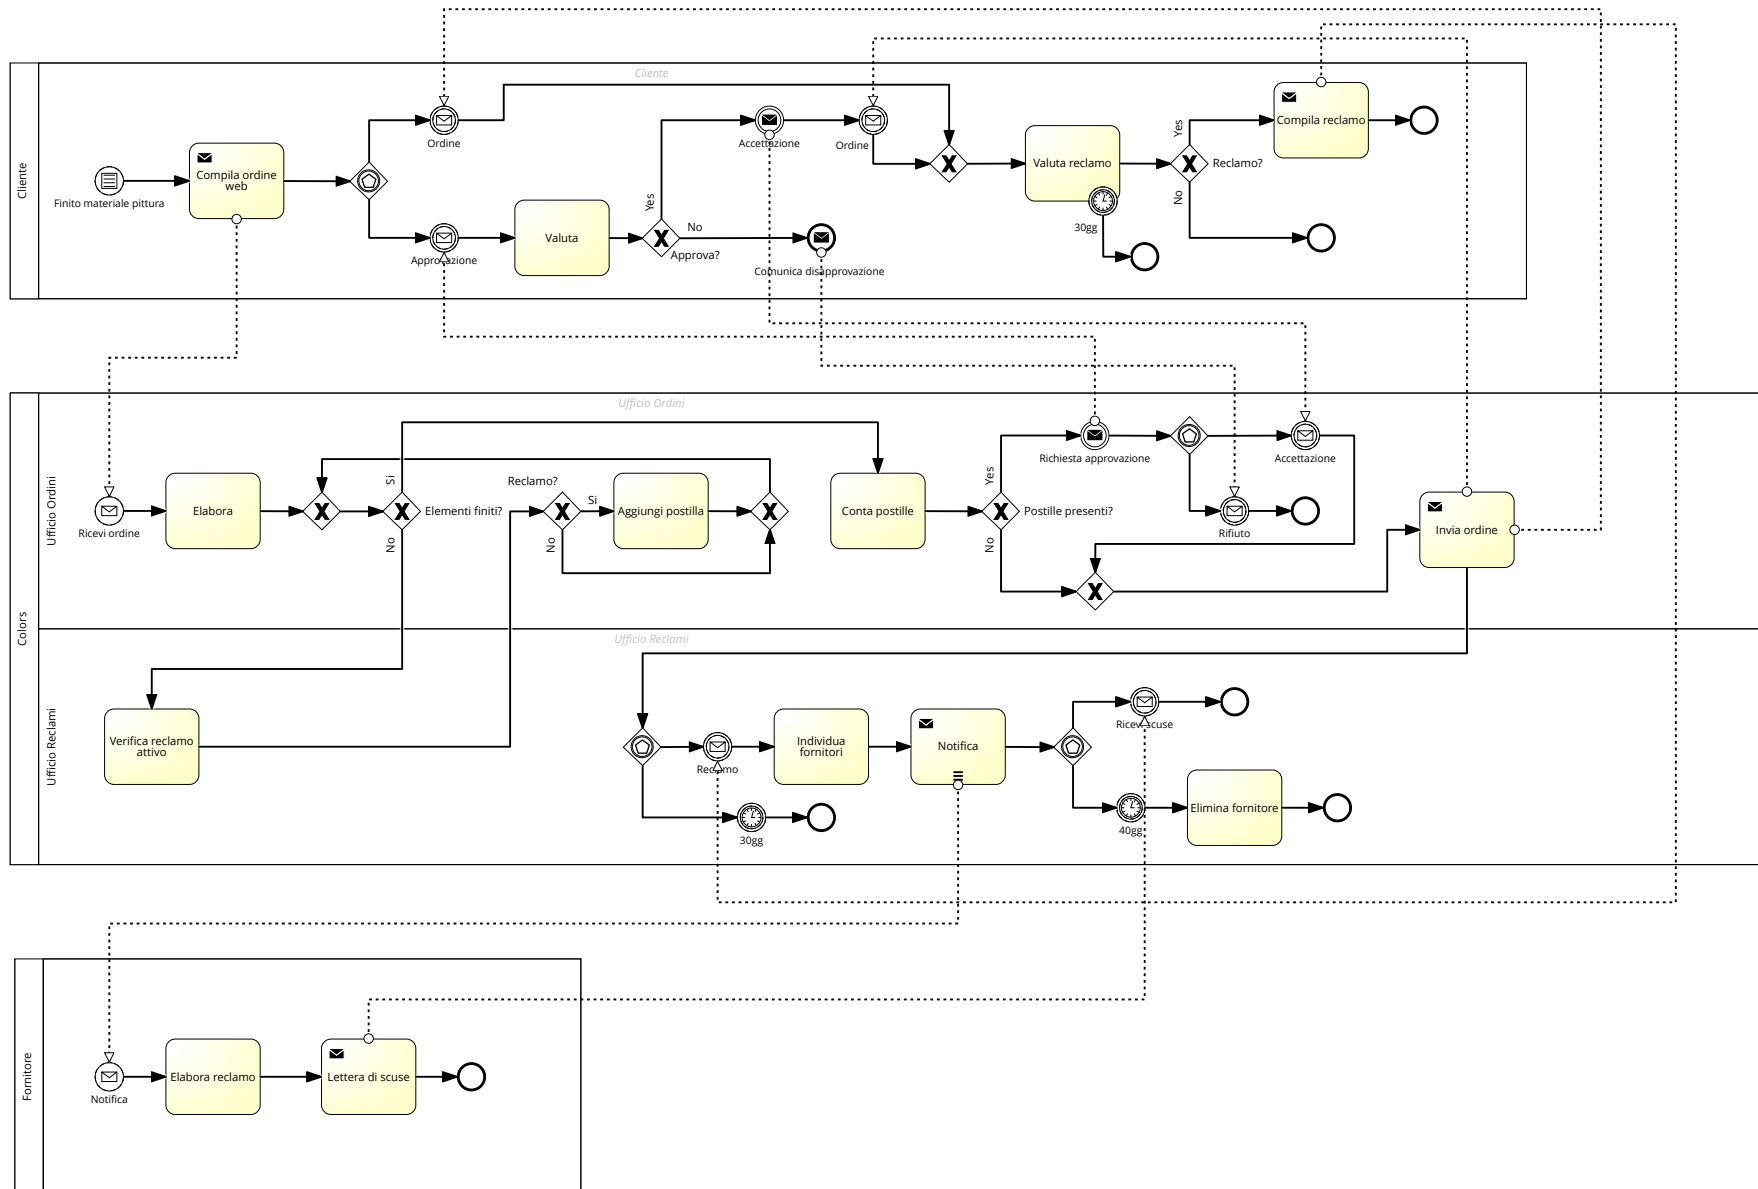 Cliente
Cliente
Finito materiale pittura
Compila ordine
web
Ordine
Approvazione
Valuta
Yes
No
Approva?
Accettazione
Comunica disapprovazione
Ordine
Valuta reclamo
30gg
Yes
No
Reclamo?
Compila reclamo
Colors
Ufficio Ordini
Ufficio Ordini
Ricevi ordine
Elabora
Si
No
Elementi finiti?
Reclamo?
Si
No
Aggiungi postilla
Conta postille
Yes
No
Postille presenti?
Richiesta approvazione
Rifiuto
Accettazione
Invia ordine
Ufficio Reclami
Ufficio Reclami
Verifica reclamo
attivo
Reclamo
30gg
Individua
fornitori
Notifica
Ricevi scuse
40gg
Elimina fornitore
Fornitore
Notifica
Elabora reclamo
Lettera di scuse